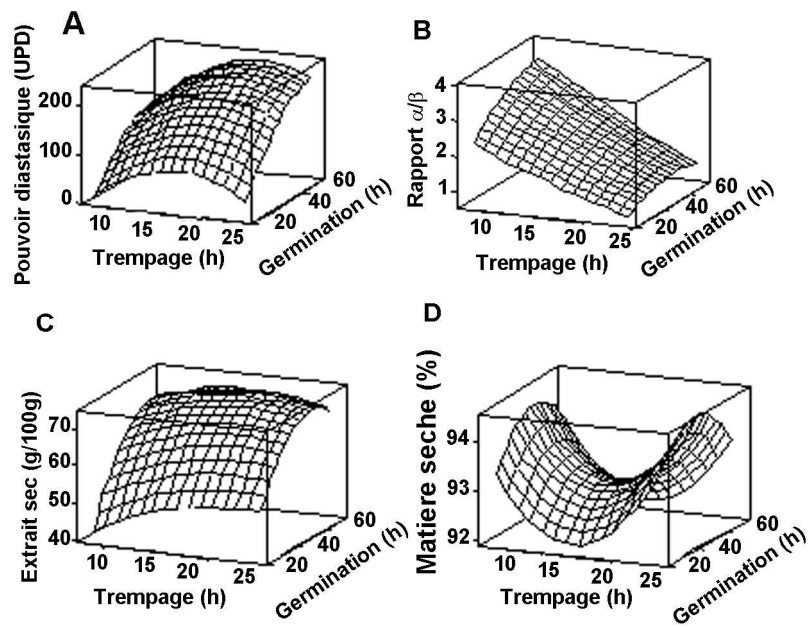 A
Pouvoir diastasique (UPD)
200
100
0
10 15 20 25
Trempage (h)
20 40 60
Germination (h)
B
Rapport α/β
4
3
2
1
10 15 20 25
Trempage (h)
20 40 60
Germination (h)
C
Extrait sec (g/100g)
70
60
50
40
10 15 20 25
Trempage (h)
20 40 60
Germination (h)
D
Matiere seche (%)
94
93
92
10 15 20 25
Trempage (h)
20 40 60
Germination (h)